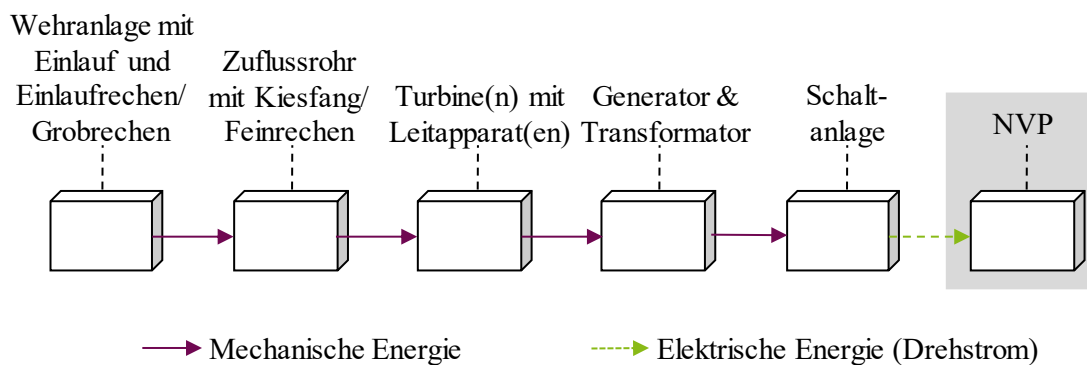 Wehranlage mit
Einlauf und
Einlaufrechen/
Grobrechen
Zuflussrohr
mit Kiesfang/
Feinrechen
Turbine(n) mit
Leitapparat(en)
Generator &
Transformator
Schalt-
anlage
NVP
Mechanische Energie
Elektrische Energie (Drehstrom)